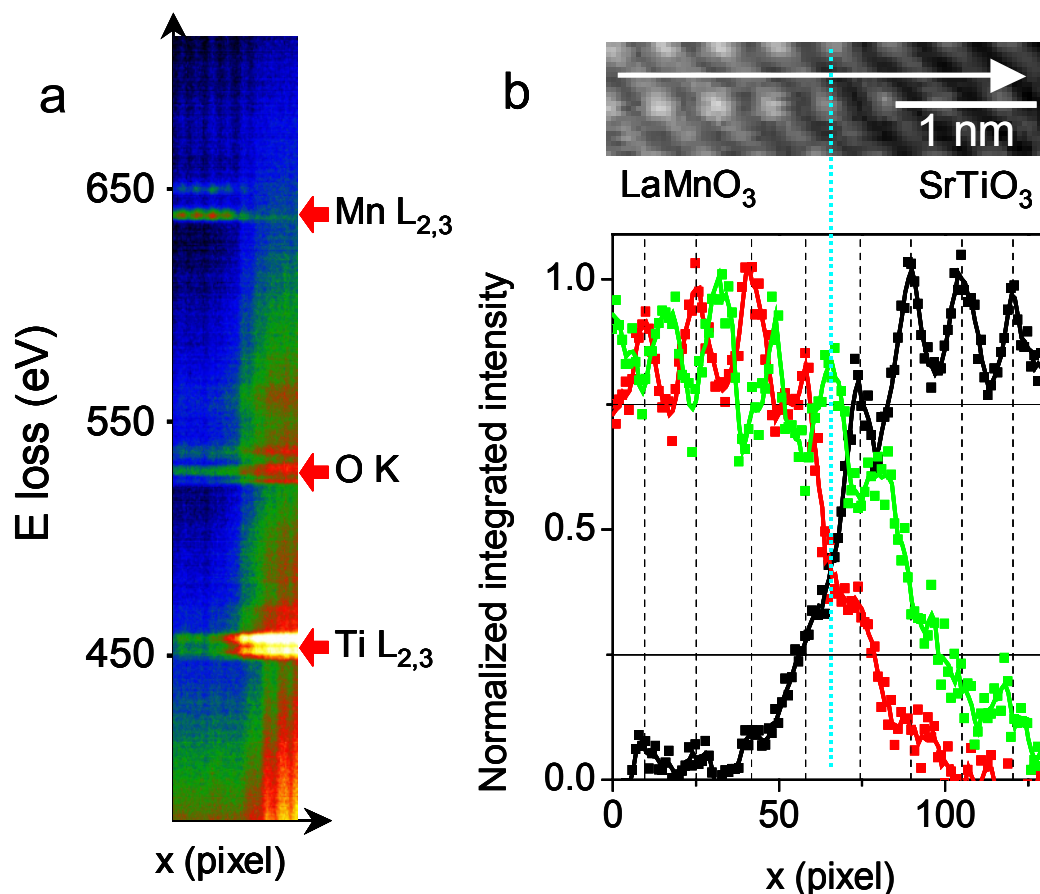 a
650
Mn L2,3
550
O K
450
Ti L2,3
E loss (eV)
x (pixel)
b
1 nm
LaMnO3
SrTiO3
1.0
0.5
0.0
Normalized integrated intensity
0
50
100
x (pixel)